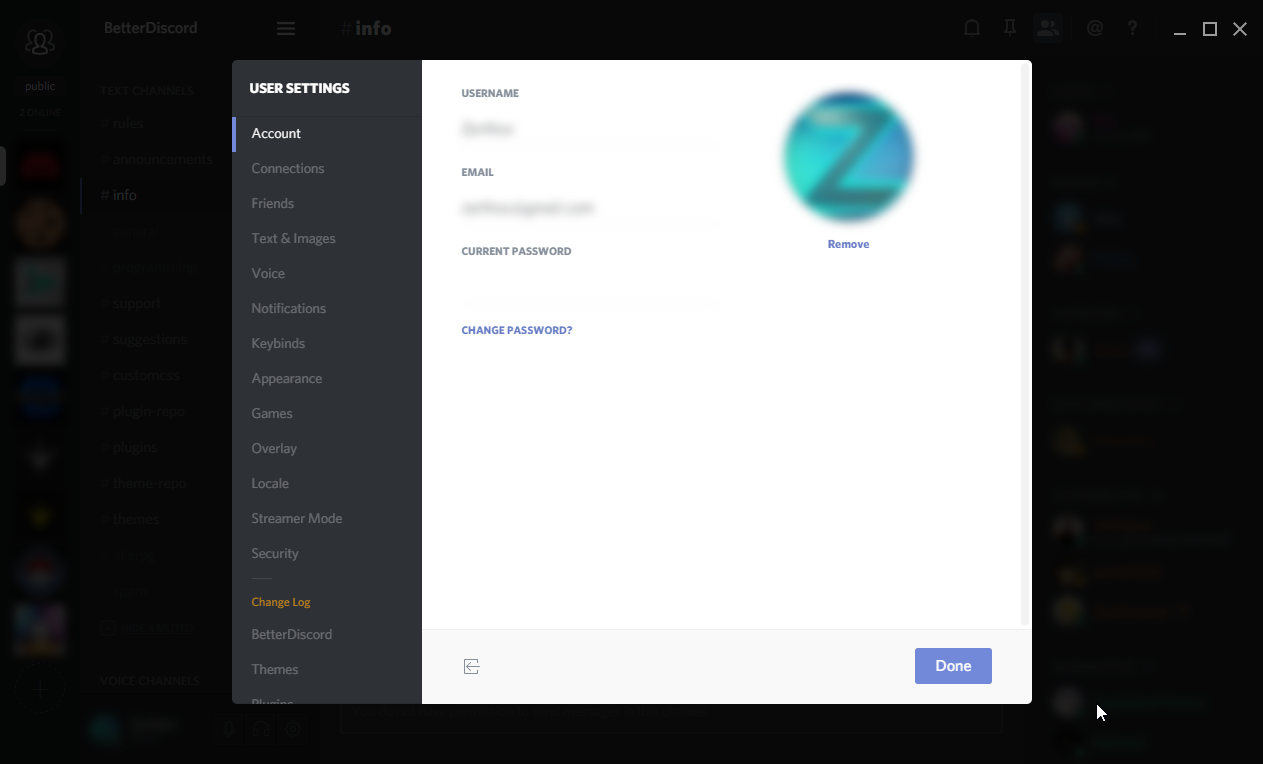 BetterDiscord
# info
public
2 ONLINE
TEXT CHANNELS
# rules
# announcements
# info
# support
# suggestions
# customcss
# plugin-repo
# plugins
# theme-repo
# themes
VOICE CHANNELS
USER SETTINGS
Account
Connections
Friends
Text & Images
Voice
Notifications
Keybinds
Appearance
Games
Overlay
Locale
Streamer Mode
Security
Change Log
BetterDiscord
Themes
Plugins
USERNAME
EMAIL
CURRENT PASSWORD
CHANGE PASSWORD?
Z
Remove
Done